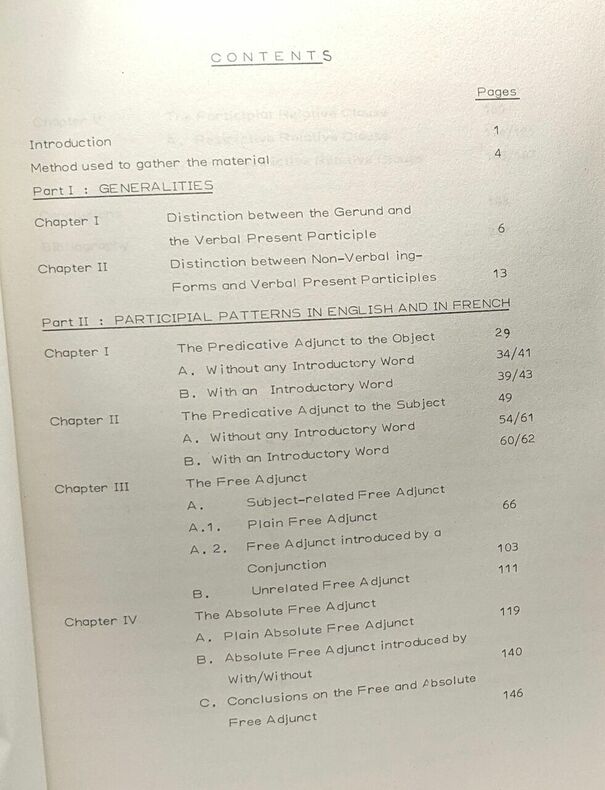 CONTENTS
Pages
Introduction 1
Method used to gather the material 4
Part I : GENERALITIES
Chapter I Distinction between the Gerund and
the Verbal Present Participle 6
Chapter II Distinction between Non-Verbal ing-
Forms and Verbal Present Participles 13
Part II : PARTICIPIAL PATTERNS IN ENGLISH AND IN FRENCH
Chapter I The Predicative Adjunct to the Object 29
A. Without any Introductory Word 34/41
B. With an Introductory Word 39/43
Chapter II The Predicative Adjunct to the Subject 49
A. Without any Introductory Word 54/61
B. With an Introductory Word 60/62
Chapter III The Free Adjunct
A. Subject-related Free Adjunct
A.1. Plain Free Adjunct 66
A.2. Free Adjunct introduced by a
Conjunction 103
B. Unrelated Free Adjunct 111
Chapter IV The Absolute Free Adjunct
A. Plain Absolute Free Adjunct 119
B. Absolute Free Adjunct introduced by
With/Without 140
C. Conclusions on the Free and Absolute
Free Adjunct 146